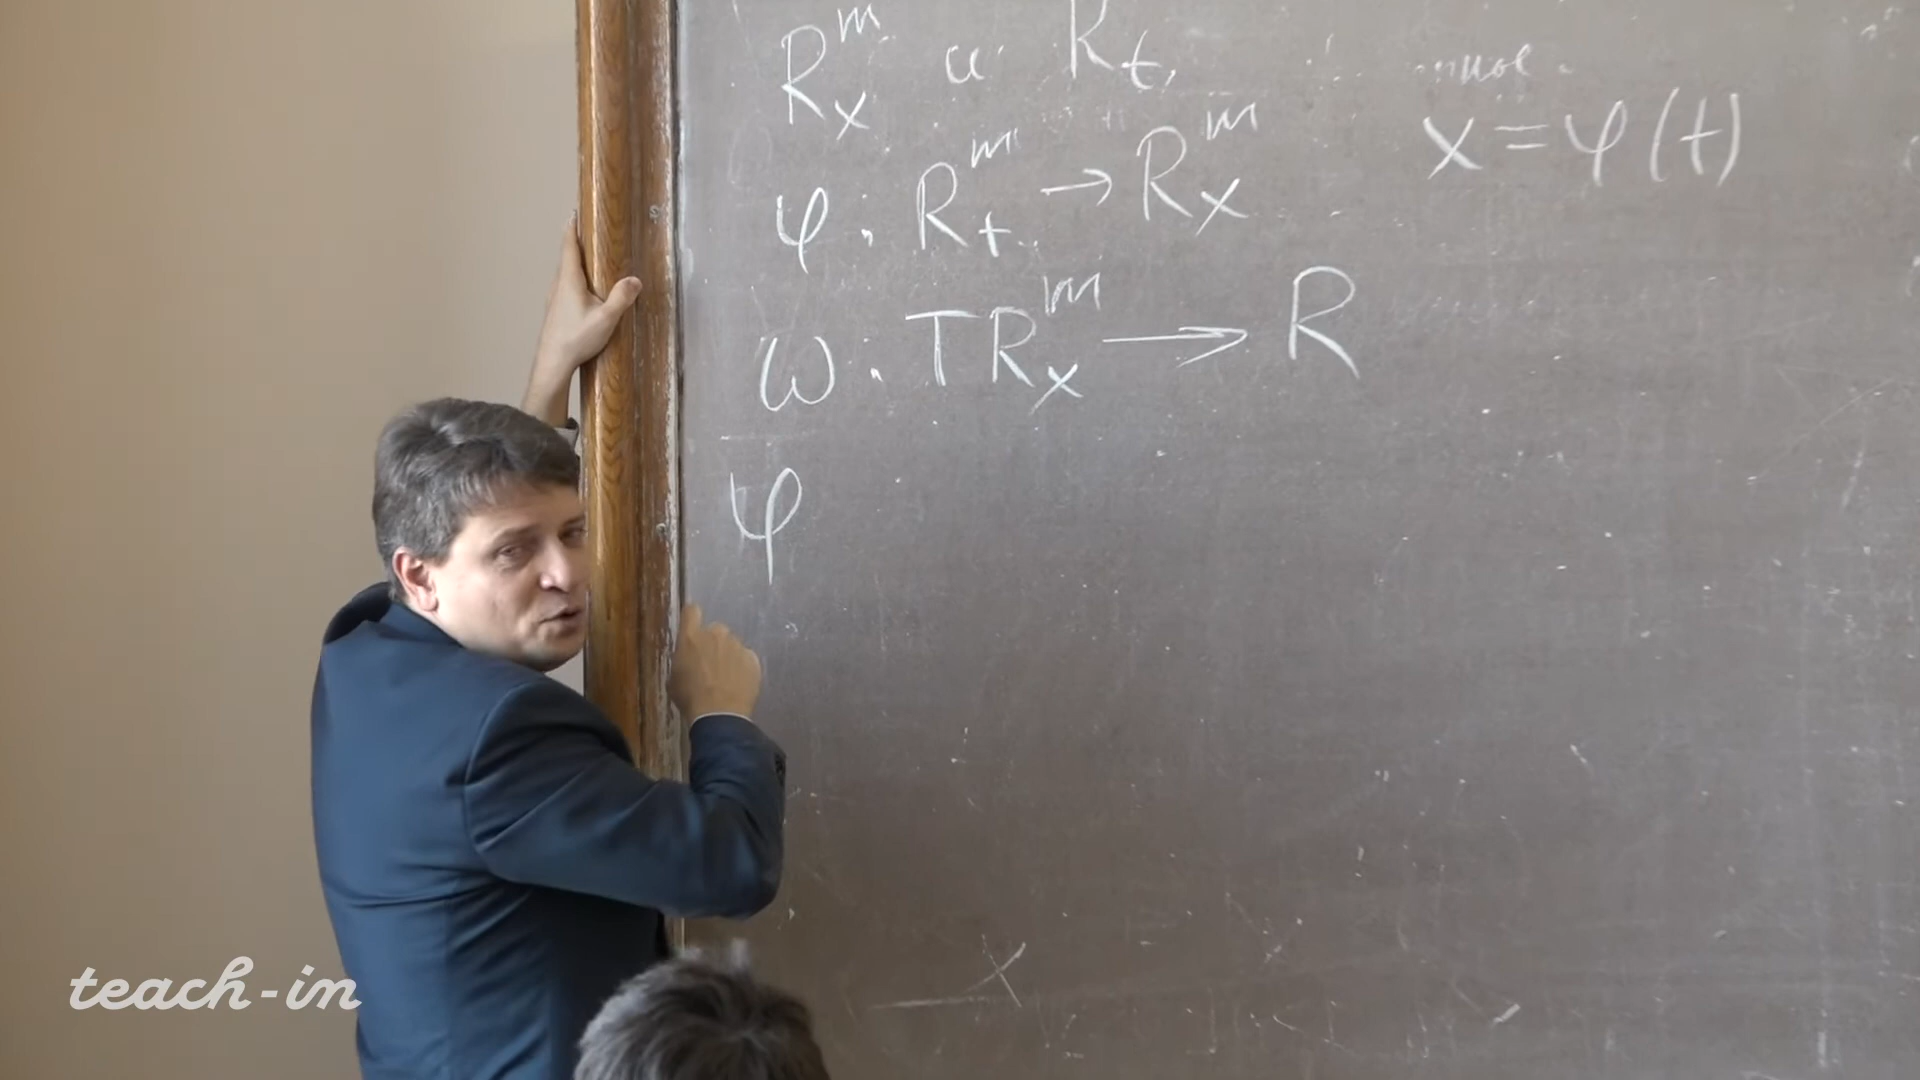 R_x^m и R_t,
x = φ(t)
φ: R_t^m → R_x^m
ω: TR_x^m → R
φ
teach-in